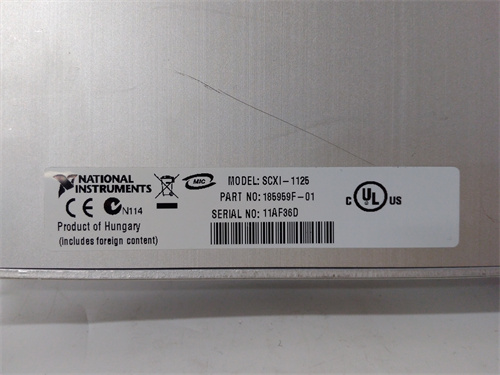 NATIONAL
INSTRUMENTS
CE N114
Product of Hungary
(includes foreign content)
MIC
MODEL: SCXI-1125
PART NO: 185959F-01
SERIAL NO: 11AF36D
C UL US